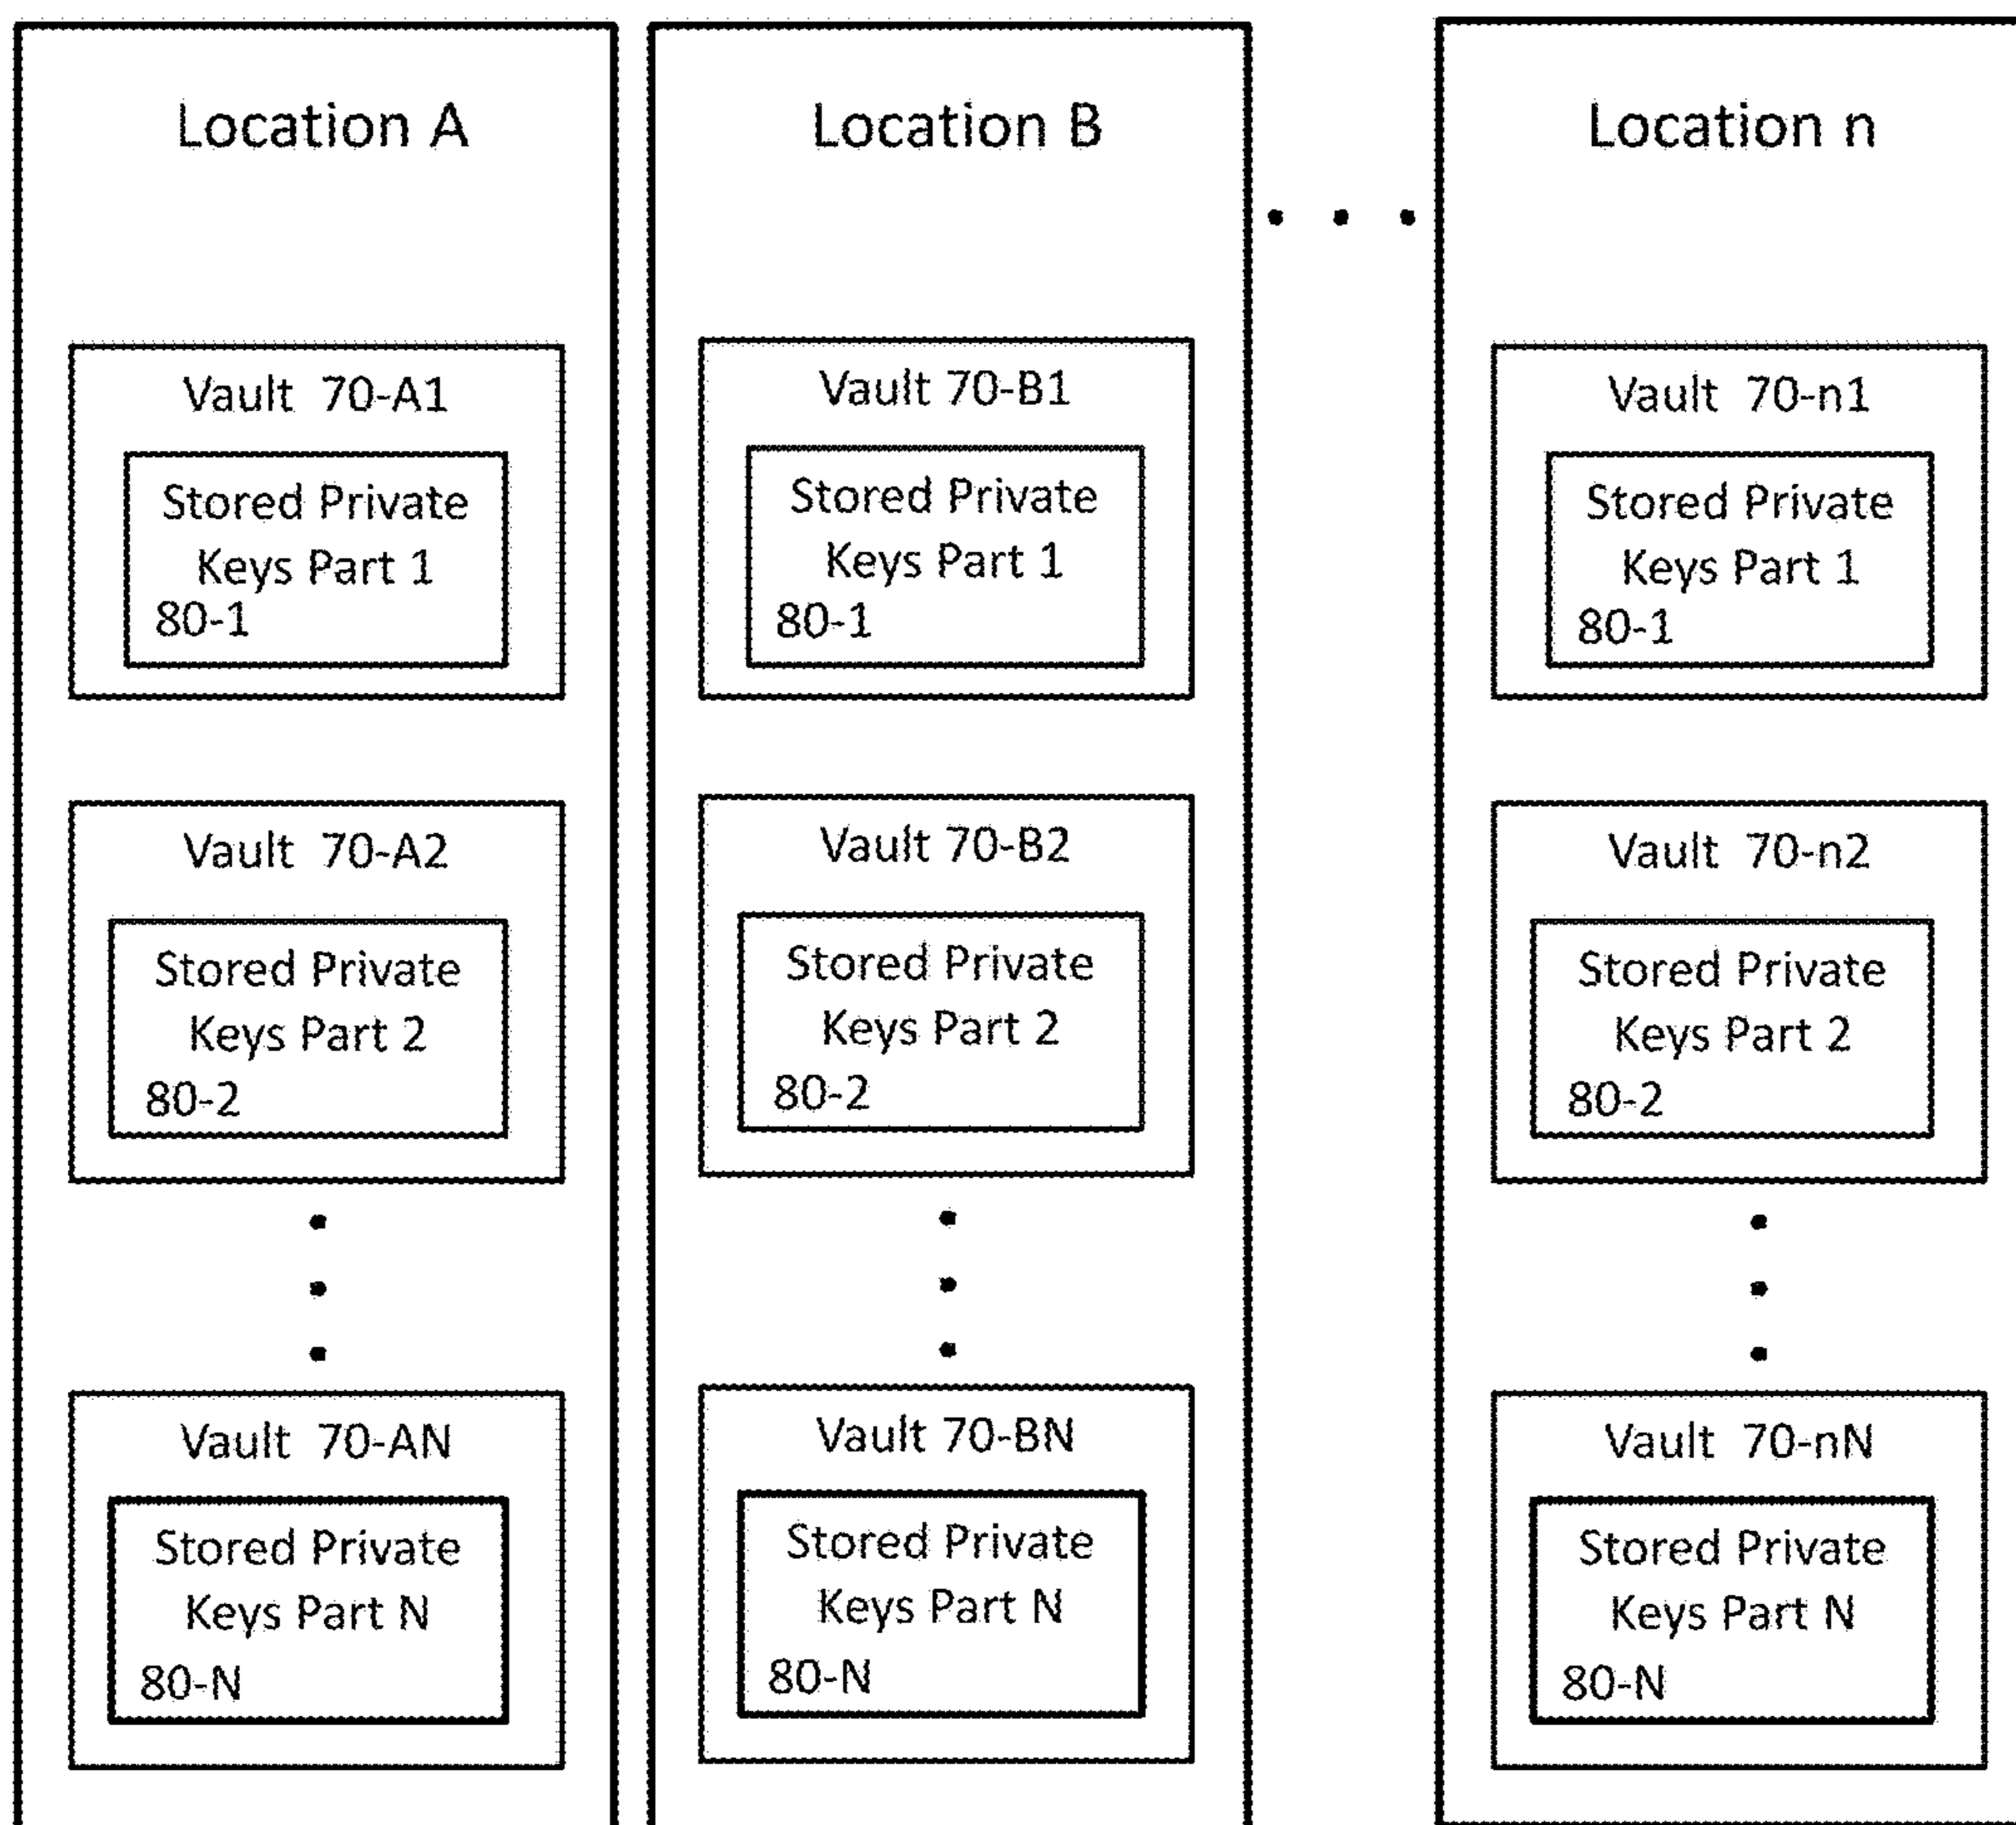 Location A
Vault 70-A1
Stored Private
Keys Part 1
80-1
Vault 70-A2
Stored Private
Keys Part 2
80-2
Vault 70-AN
Stored Private
Keys Part N
80-N
Location B
Vault 70-B1
Stored Private
Keys Part 1
80-1
Vault 70-B2
Stored Private
Keys Part 2
80-2
Vault 70-BN
Stored Private
Keys Part N
80-N
Location n
Vault 70-n1
Stored Private
Keys Part 1
80-1
Vault 70-n2
Stored Private
Keys Part 2
80-2
Vault 70-nN
Stored Private
Keys Part N
80-N